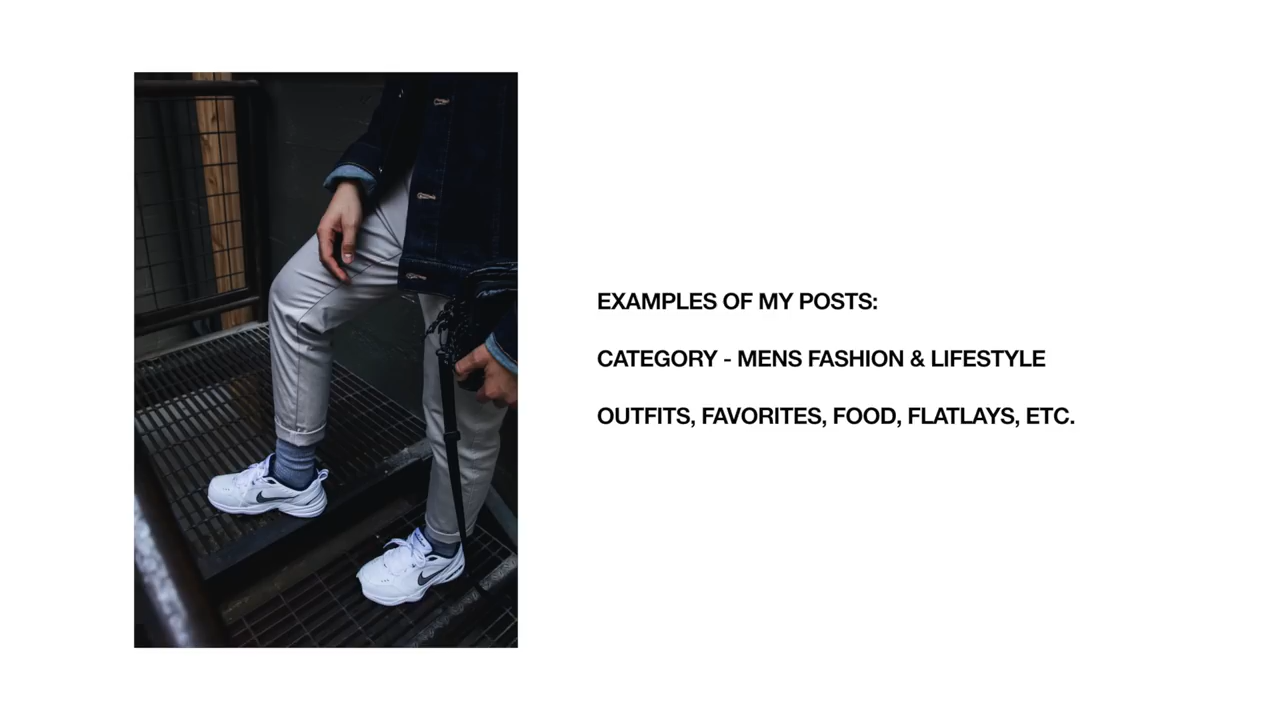 EXAMPLES OF MY POSTS:
CATEGORY - MENS FASHION & LIFESTYLE
OUTFITS, FAVORITES, FOOD, FLATLAYS, ETC.